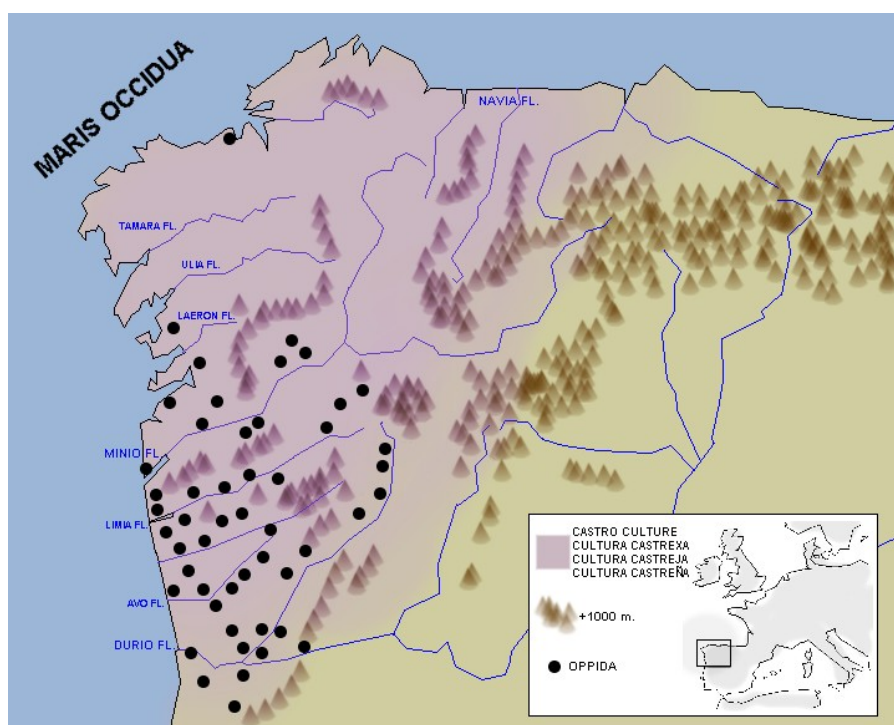 MARIS OCCIDUA
NAVIA FL.
TAMARA FL.
ULIA FL.
LAERON FL.
MINIO FL.
LIMIA FL.
AVO FL.
DURIO FL.
CASTRO CULTURE
CULTURA CASTREXA
CULTURA CASTREJA
CULTURA CASTREÑA
+1000 m.
OPPIDA